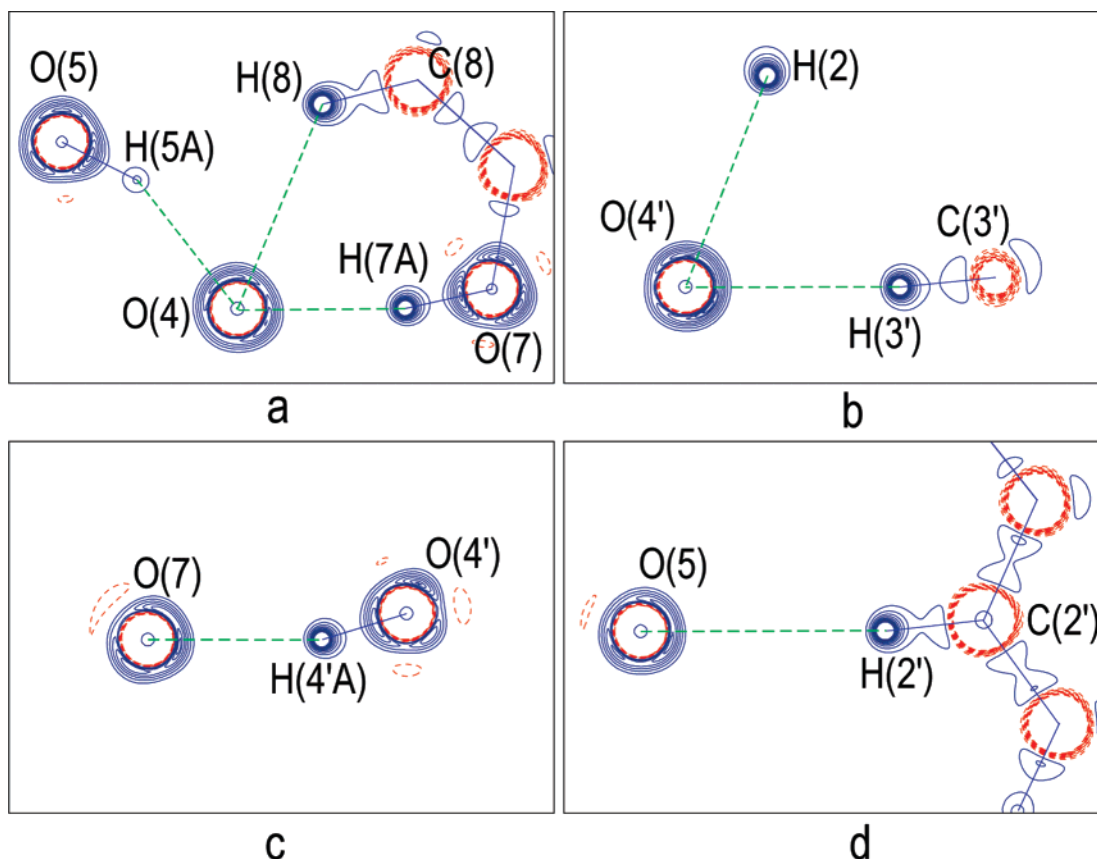 O(5)
H(8)
C(8)
H(5A)
H(7A)
O(4)
O(7)
a
H(2)
O(4')
C(3')
H(3')
b
O(7)
O(4')
H(4'A)
c
O(5)
C(2')
H(2')
d